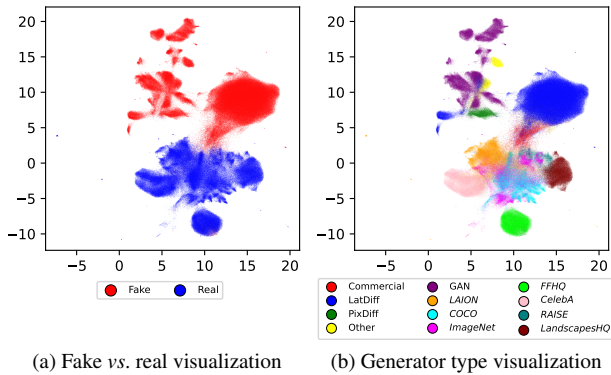 20
15
10
5
0
−5
−10
−5 0 5 10 15 20
Fake Real
(a) Fake vs. real visualization
20
15
10
5
0
−5
−10
−5 0 5 10 15 20
Commercial GAN FFHQ
LatDiff LAION CelebA
PixDiff COCO RAISE
Other ImageNet LandscapesHQ
(b) Generator type visualization